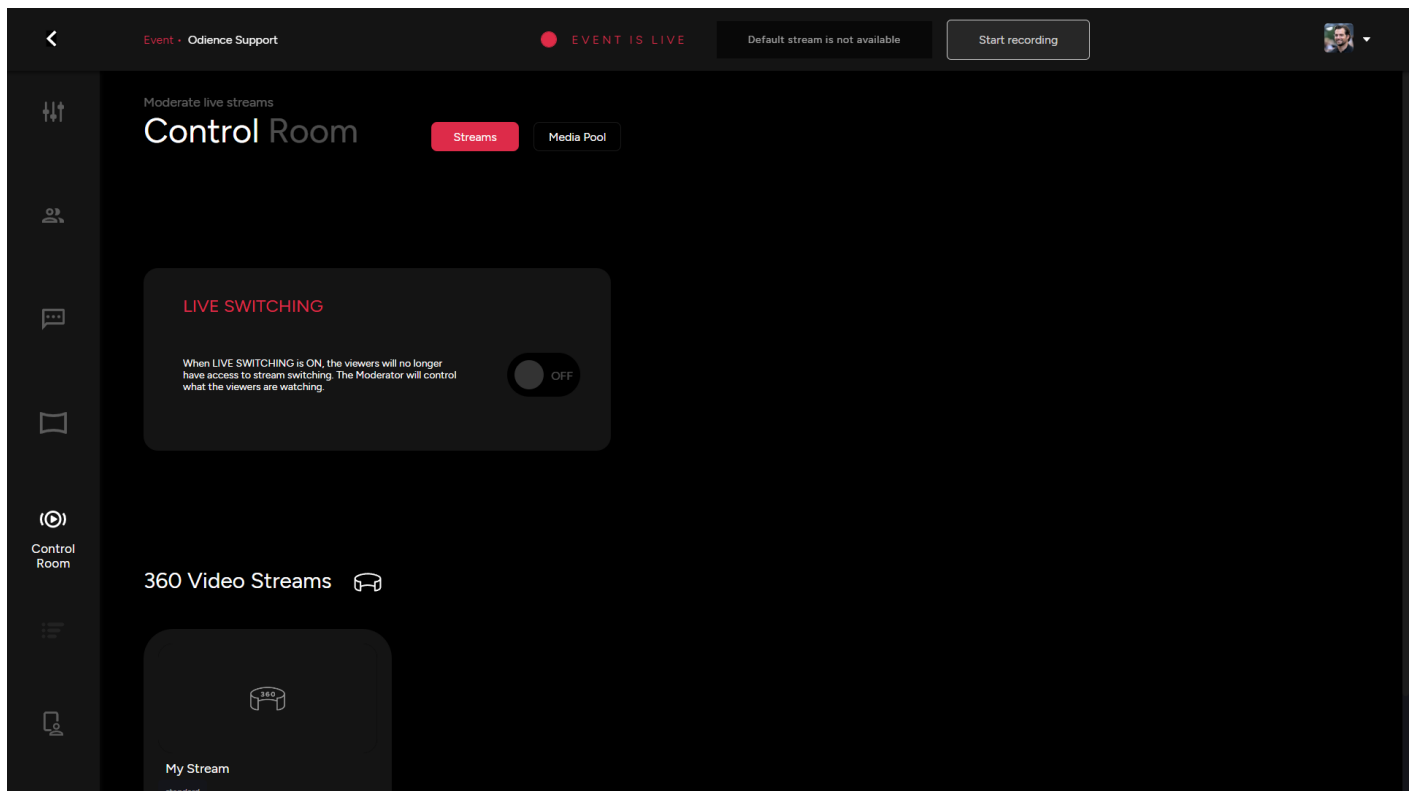 Event • Odience Support
EVENT IS LIVE
Default stream is not available
Start recording
Moderate live streams
Control Room
Streams
Media Pool
LIVE SWITCHING
When LIVE SWITCHING is ON, the viewers will no longer
have access to stream switching. The Moderator will control
what the viewers are watching.
OFF
Control
Room
360 Video Streams
360
My Stream